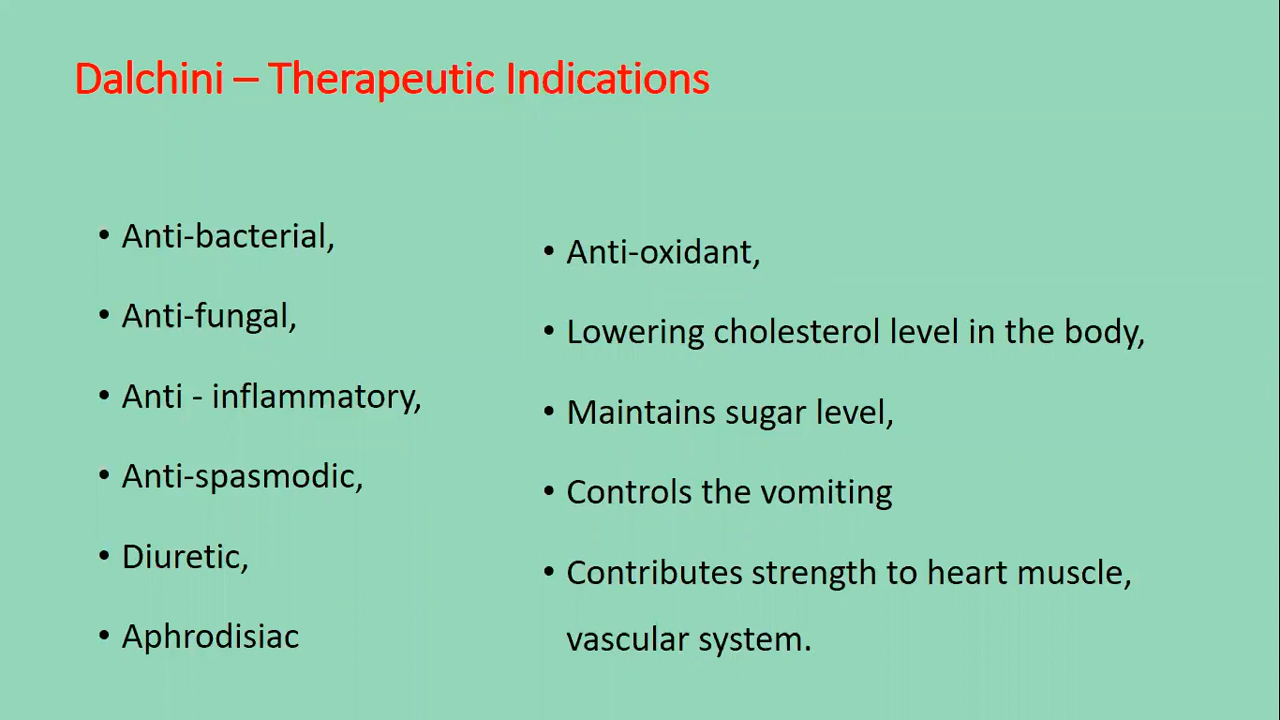 Dalchini – Therapeutic Indications
• Anti-bacterial,
• Anti-fungal,
• Anti - inflammatory,
• Anti-spasmodic,
• Diuretic,
• Aphrodisiac
• Anti-oxidant,
• Lowering cholesterol level in the body,
• Maintains sugar level,
• Controls the vomiting
• Contributes strength to heart muscle,
vascular system.